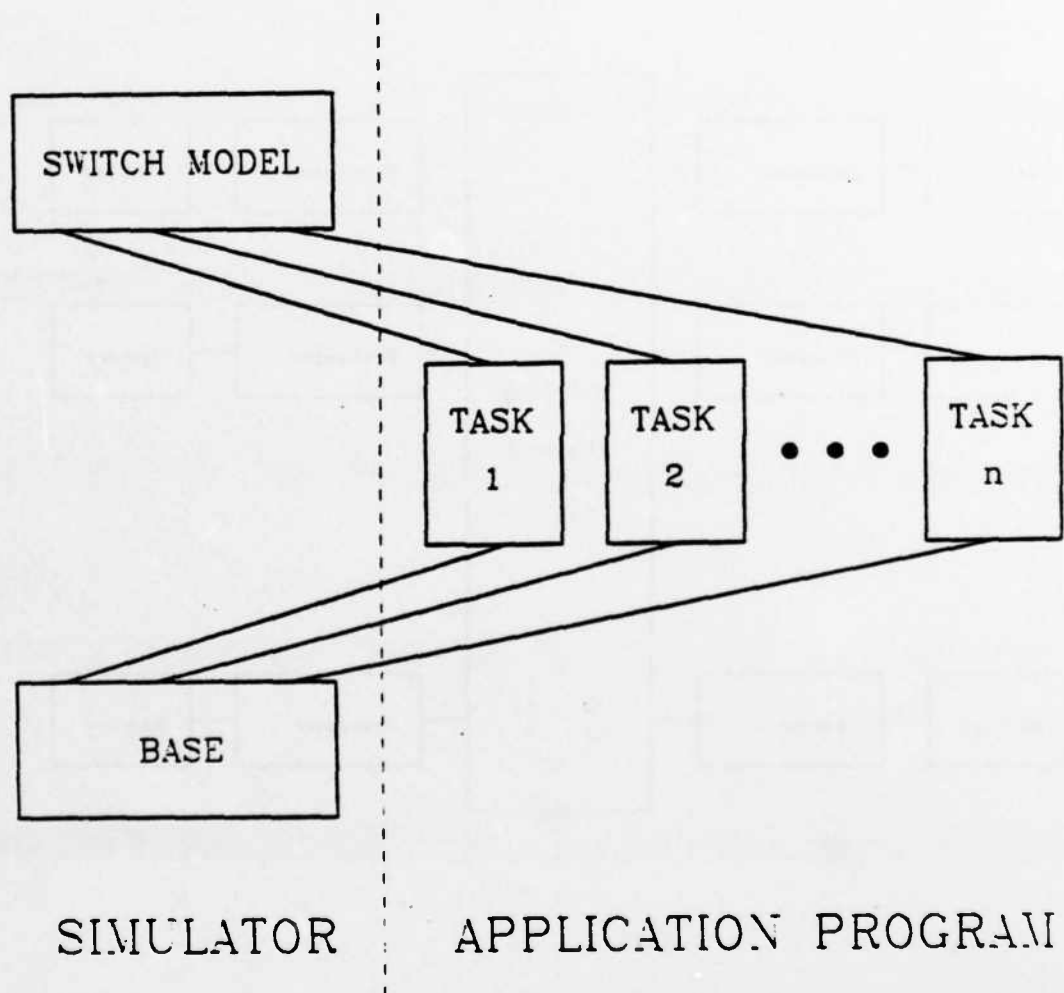 SWITCH MODEL
TASK
1
TASK
2
TASK
n
BASE
SIMULATOR
APPLICATION PROGRAM